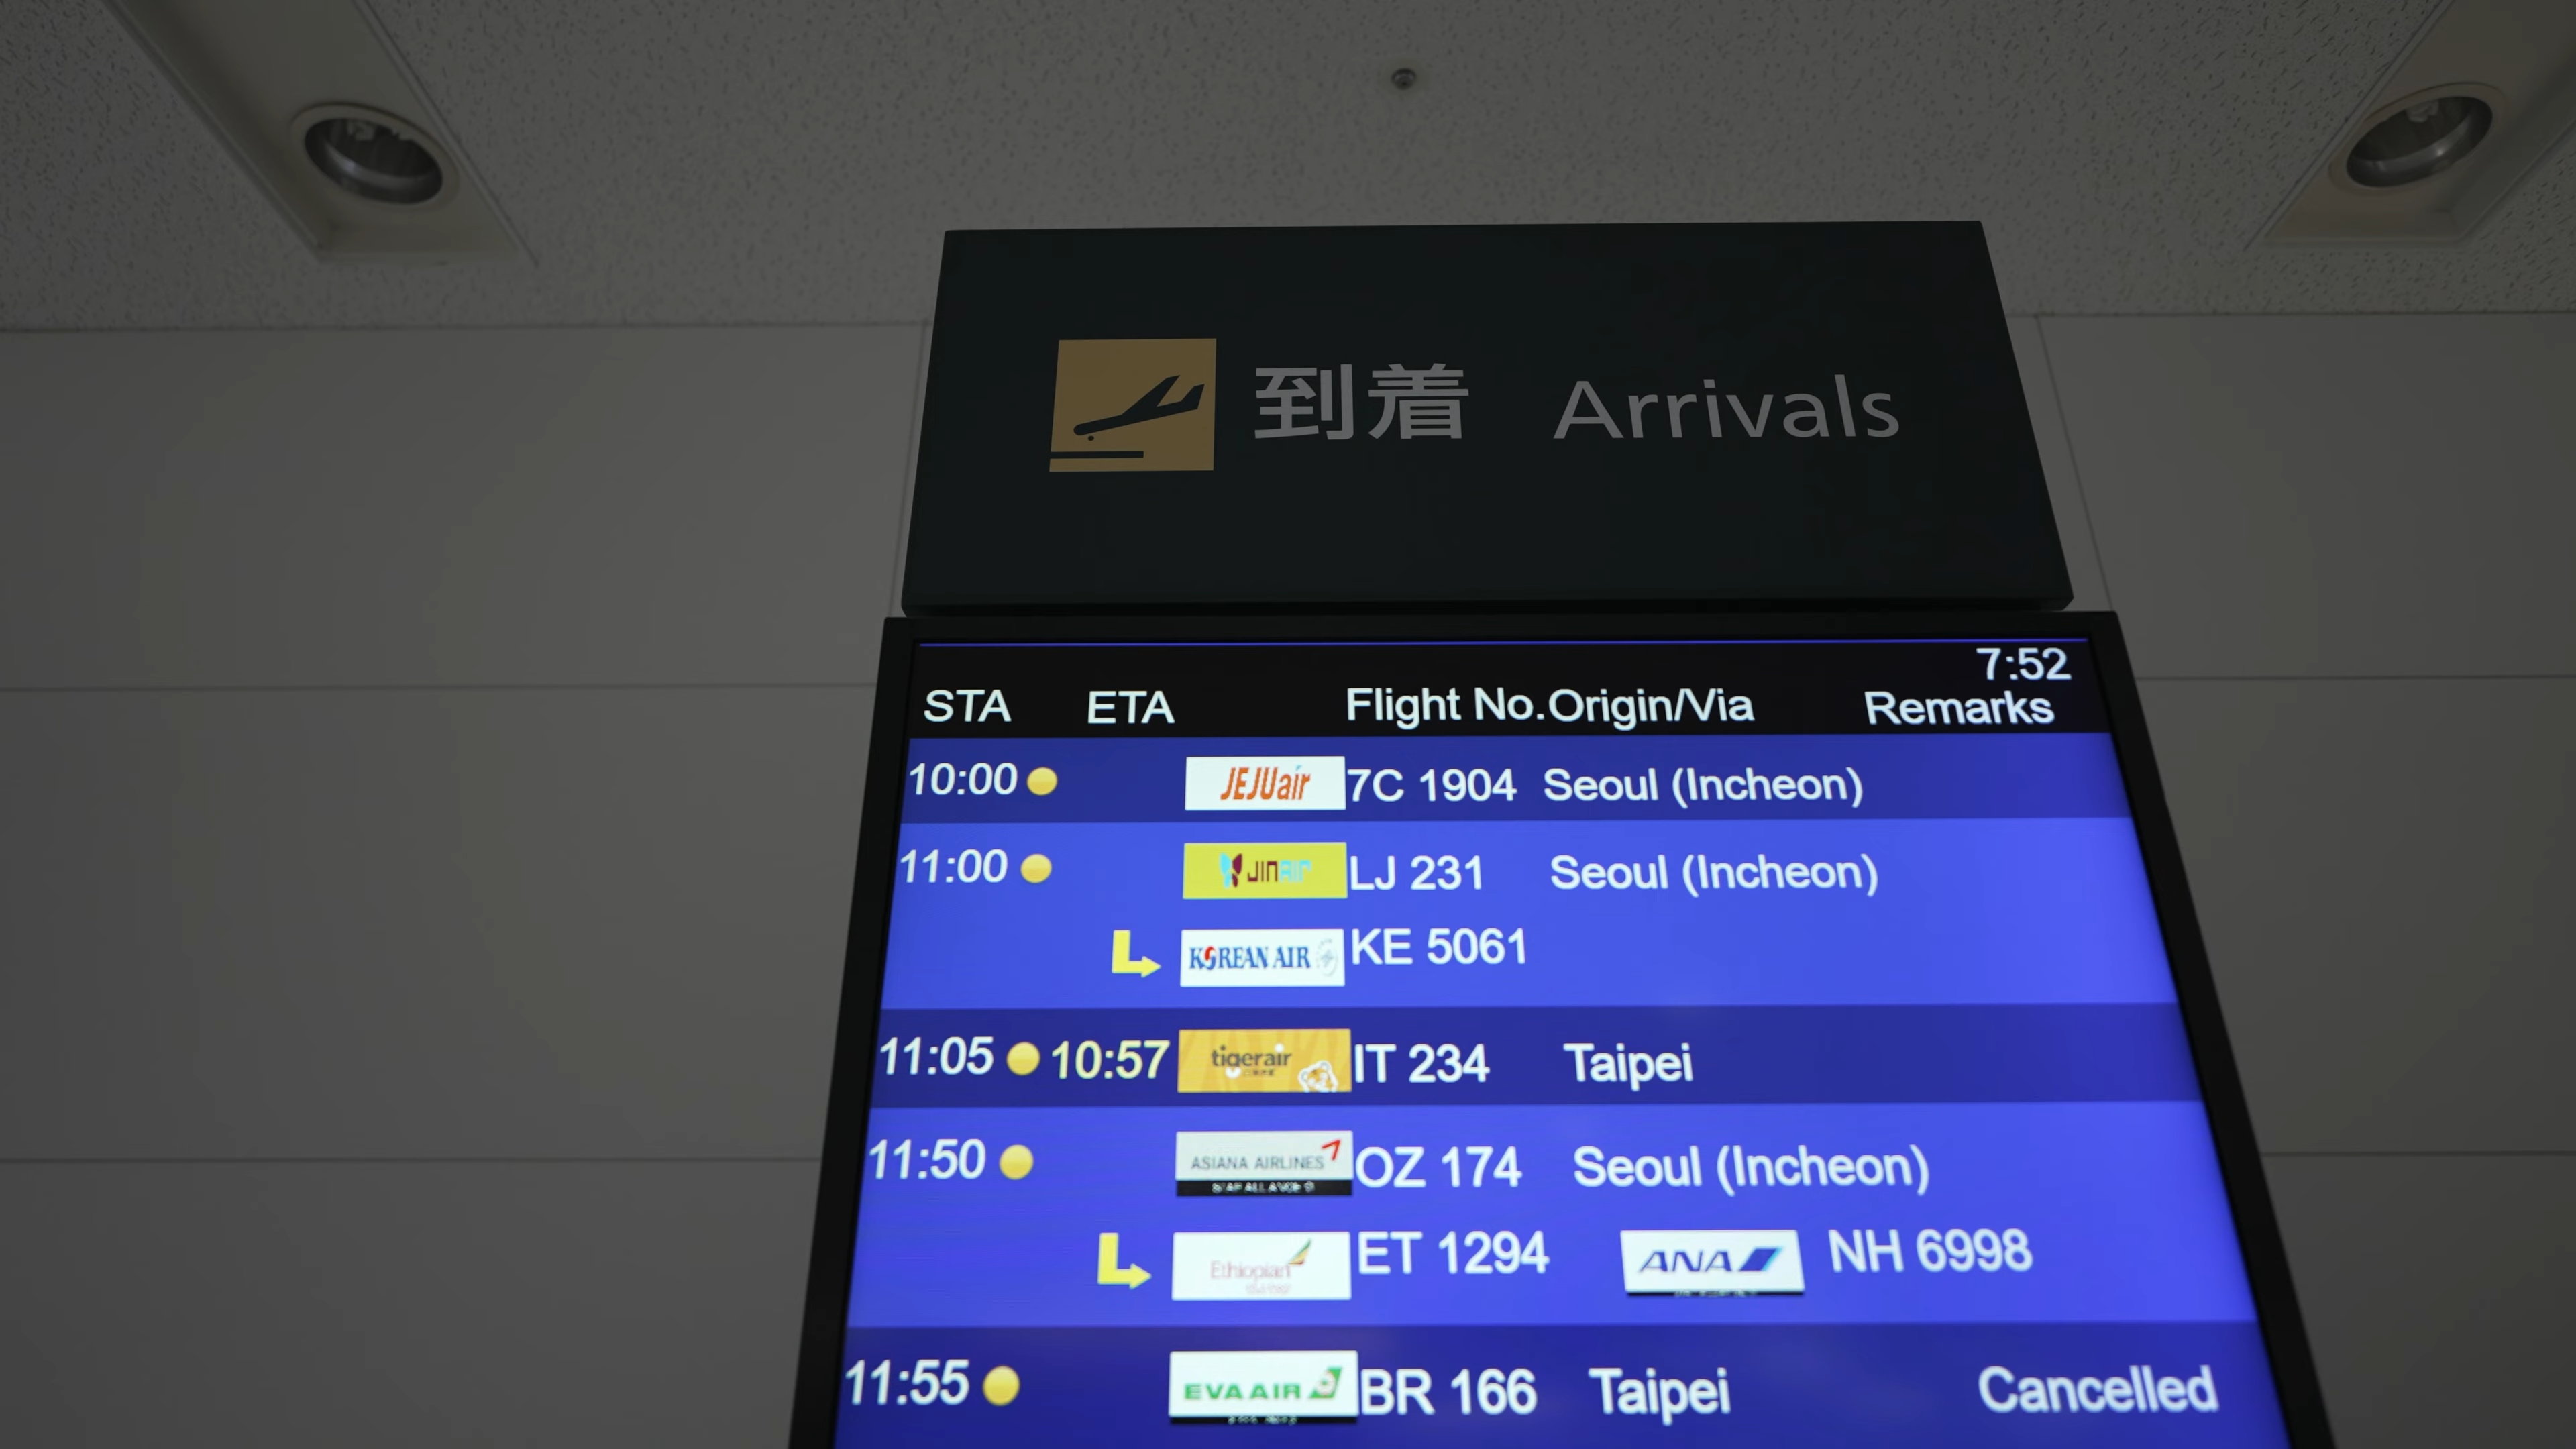 到着 Arrivals
7:52
STA ETA Flight No. Origin/Via Remarks
10:00 JEJUair 7C 1904 Seoul (Incheon)
11:00 JINAIR LJ 231 Seoul (Incheon)
KOREAN AIR KE 5061
11:05 10:57 tigerair IT 234 Taipei
11:50 ASIANA AIRLINES OZ 174 Seoul (Incheon)
Ethiopian ET 1294 ANA NH 6998
11:55 EVA AIR BR 166 Taipei Cancelled